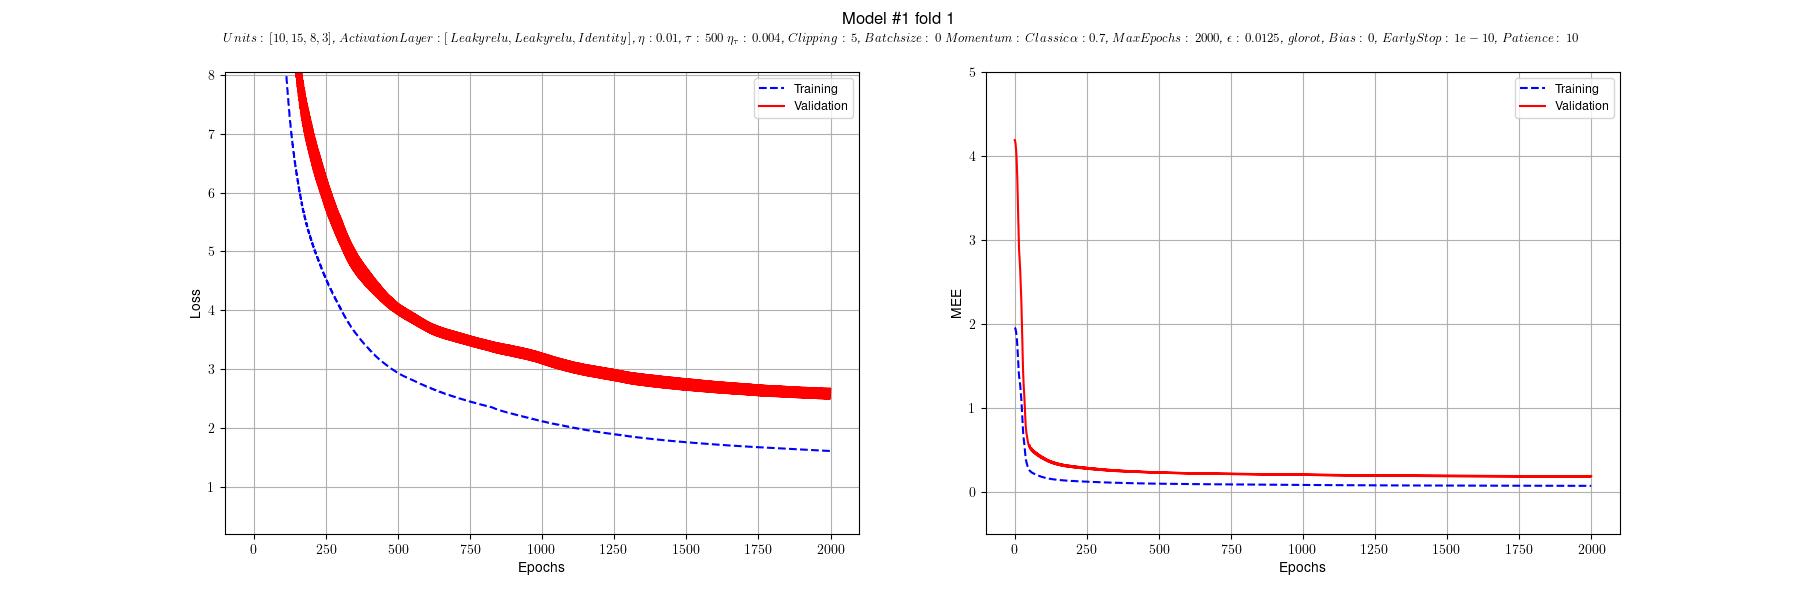 Model #1 fold 1
Units : [10, 15, 8, 3], ActivationLayer : [ Leakyrelu, Leakyrelu, Identity], η : 0.01, τ : 500 ητ : 0.004, Clipping : 5, Batchsize : 0 Momentum : Classicα : 0.7, MaxEpochs : 2000, ϵ : 0.0125, glorot, Bias : 0, EarlyStop : 1e − 10, Patience : 10
8
7
6
5
4
3
2
1
Loss
0 250 500 750 1000 1250 1500 1750 2000
Epochs
Training
Validation
5
4
3
2
1
0
MEE
0 250 500 750 1000 1250 1500 1750 2000
Epochs
Training
Validation